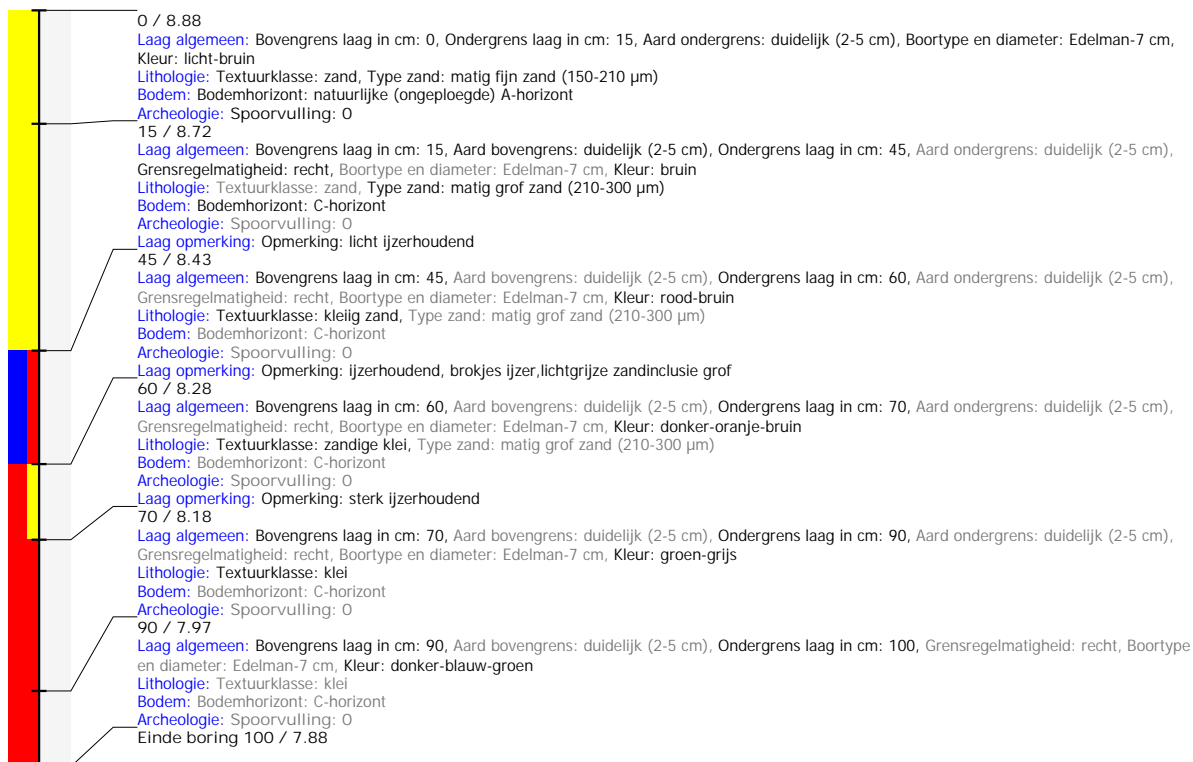 0 / 8.88
Laag algemeen: Bovengrens laag in cm: 0, Ondergrens laag in cm: 15, Aard ondergrens: duidelijk (2-5 cm), Boortype en diameter: Edelman-7 cm,
Kleur: licht-bruin
Lithologie: Textuurklasse: zand, Type zand: matig fijn zand (150-210 μm)
Bodem: Bodemhorizont: natuurlijke (ongeploegde) A-horizont
Archeologie: Spoorvulling: 0
15 / 8.72
Laag algemeen: Bovengrens laag in cm: 15, Aard bovengrens: duidelijk (2-5 cm), Ondergrens laag in cm: 45, Aard ondergrens: duidelijk (2-5 cm),
Grensregelmatigheid: recht, Boortype en diameter: Edelman-7 cm, Kleur: bruin
Lithologie: Textuurklasse: zand, Type zand: matig grof zand (210-300 μm)
Bodem: Bodemhorizont: C-horizont
Archeologie: Spoorvulling: 0
Laag opmerking: Opmerking: licht ijzerhoudend
45 / 8.43
Laag algemeen: Bovengrens laag in cm: 45, Aard bovengrens: duidelijk (2-5 cm), Ondergrens laag in cm: 60, Aard ondergrens: duidelijk (2-5 cm),
Grensregelmatigheid: recht, Boortype en diameter: Edelman-7 cm, Kleur: rood-bruin
Lithologie: Textuurklasse: kleiig zand, Type zand: matig grof zand (210-300 μm)
Bodem: Bodemhorizont: C-horizont
Archeologie: Spoorvulling: 0
Laag opmerking: Opmerking: ijzerhoudend, brokjes ijzer,lichtgrijze zandinclusie grof
60 / 8.28
Laag algemeen: Bovengrens laag in cm: 60, Aard bovengrens: duidelijk (2-5 cm), Ondergrens laag in cm: 70, Aard ondergrens: duidelijk (2-5 cm),
Grensregelmatigheid: recht, Boortype en diameter: Edelman-7 cm, Kleur: donker-oranje-bruin
Lithologie: Textuurklasse: zandige klei, Type zand: matig grof zand (210-300 μm)
Bodem: Bodemhorizont: C-horizont
Archeologie: Spoorvulling: 0
Laag opmerking: Opmerking: sterk ijzerhoudend
70 / 8.18
Laag algemeen: Bovengrens laag in cm: 70, Aard bovengrens: duidelijk (2-5 cm), Ondergrens laag in cm: 90, Aard ondergrens: duidelijk (2-5 cm),
Grensregelmatigheid: recht, Boortype en diameter: Edelman-7 cm, Kleur: groen-grijs
Lithologie: Textuurklasse: klei
Bodem: Bodemhorizont: C-horizont
Archeologie: Spoorvulling: 0
90 / 7.97
Laag algemeen: Bovengrens laag in cm: 90, Aard bovengrens: duidelijk (2-5 cm), Ondergrens laag in cm: 100, Grensregelmatigheid: recht, Boortype
en diameter: Edelman-7 cm, Kleur: donker-blauw-groen
Lithologie: Textuurklasse: klei
Bodem: Bodemhorizont: C-horizont
Archeologie: Spoorvulling: 0
Einde boring 100 / 7.88